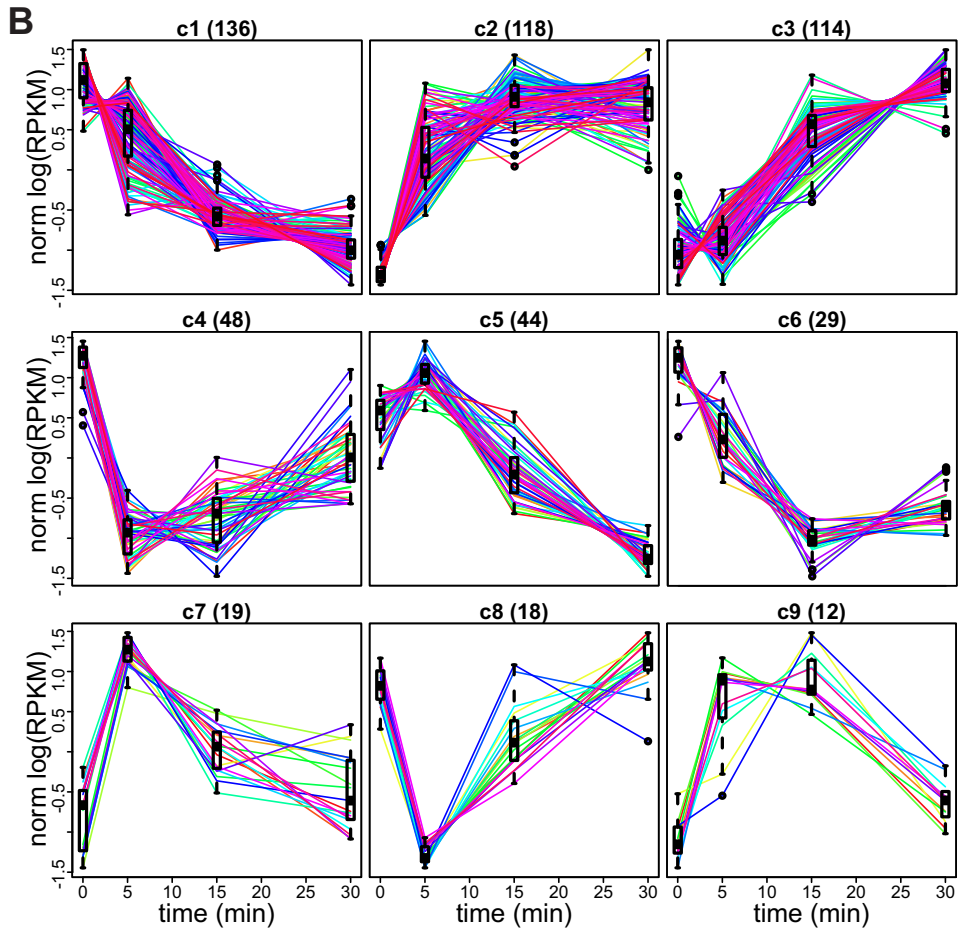 B
c1 (136) c2 (118) c3 (114)
norm log(RPKM)
1.5
1.0
0.5
-0.5
-1.5
c4 (48) c5 (44) c6 (29)
norm log(RPKM)
1.5
1.0
0.5
-0.5
-1.5
c7 (19) c8 (18) c9 (12)
norm log(RPKM)
1.5
1.0
0.5
-0.5
-1.5
0 5 10 15 20 25 30 0 5 10 15 20 25 30 0 5 10 15 20 25 30
time (min) time (min) time (min)